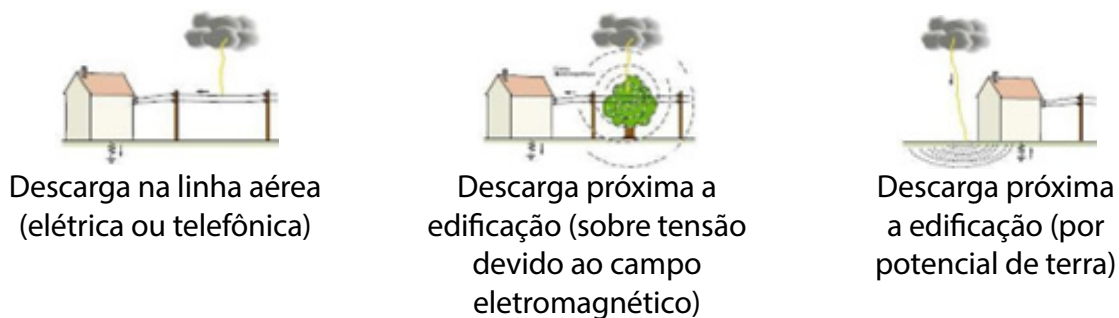 Descarga na linha aérea
(elétrica ou telefônica)
Descarga próxima a
edificação (sobre tensão
devido ao campo
eletromagnético)
Descarga próxima
a edificação (por
potencial de terra)